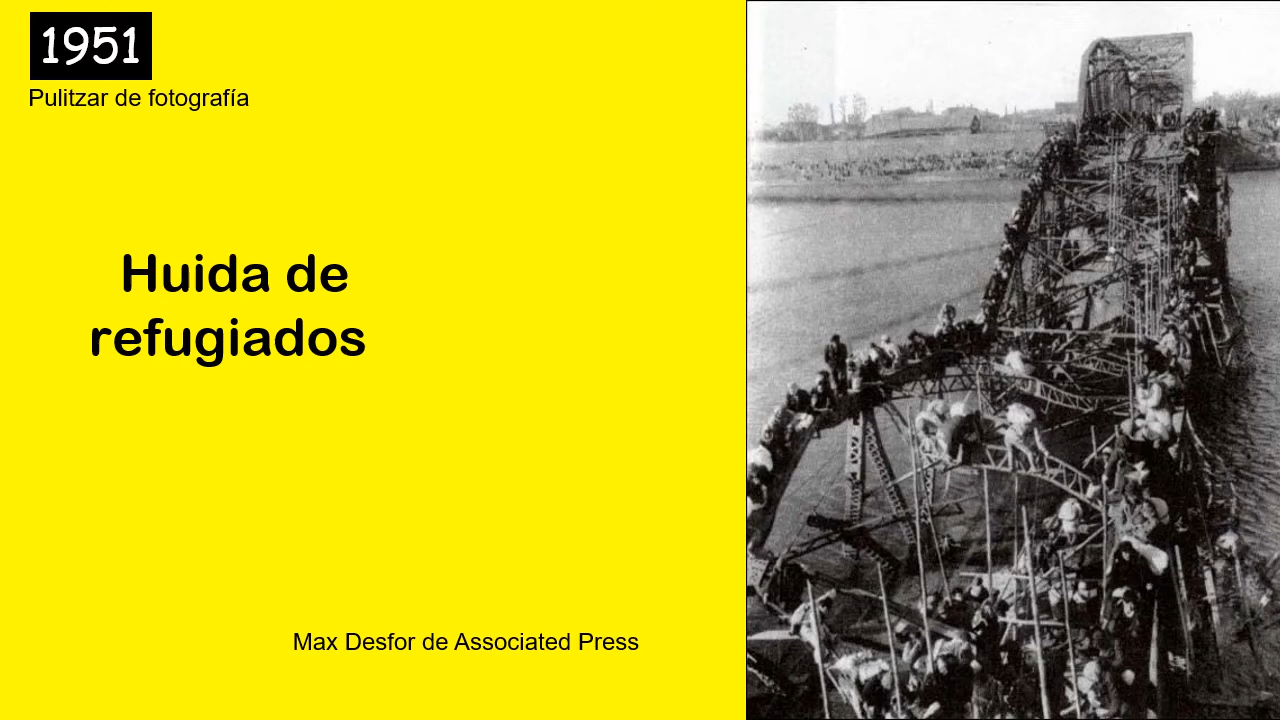 1951
Pulitzar de fotografía
Huida de
refugiados
Max Desfor de Associated Press